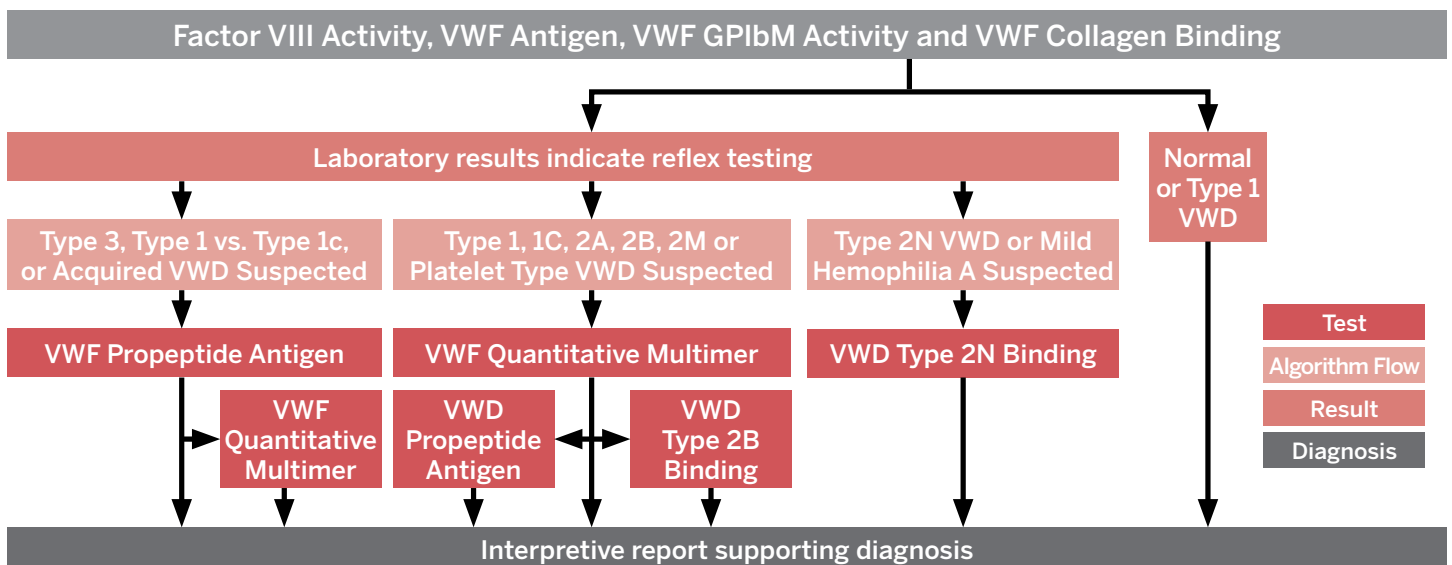 Factor VIII Activity, VWF Antigen, VWF GPIbM Activity and VWF Collagen Binding
Laboratory results indicate reflex testing
Normal
or Type 1
VWD
Type 3, Type 1 vs. Type 1c,
or Acquired VWD Suspected
Type 1, 1C, 2A, 2B, 2M or
Platelet Type VWD Suspected
Type 2N VWD or Mild
Hemophilia A Suspected
VWF Propeptide Antigen
VWF Quantitative Multimer
VWD Type 2N Binding
VWF
Quantitative
Multimer
VWD
Propeptide
Antigen
VWD
Type 2B
Binding
Test
Algorithm Flow
Result
Diagnosis
Interpretive report supporting diagnosis